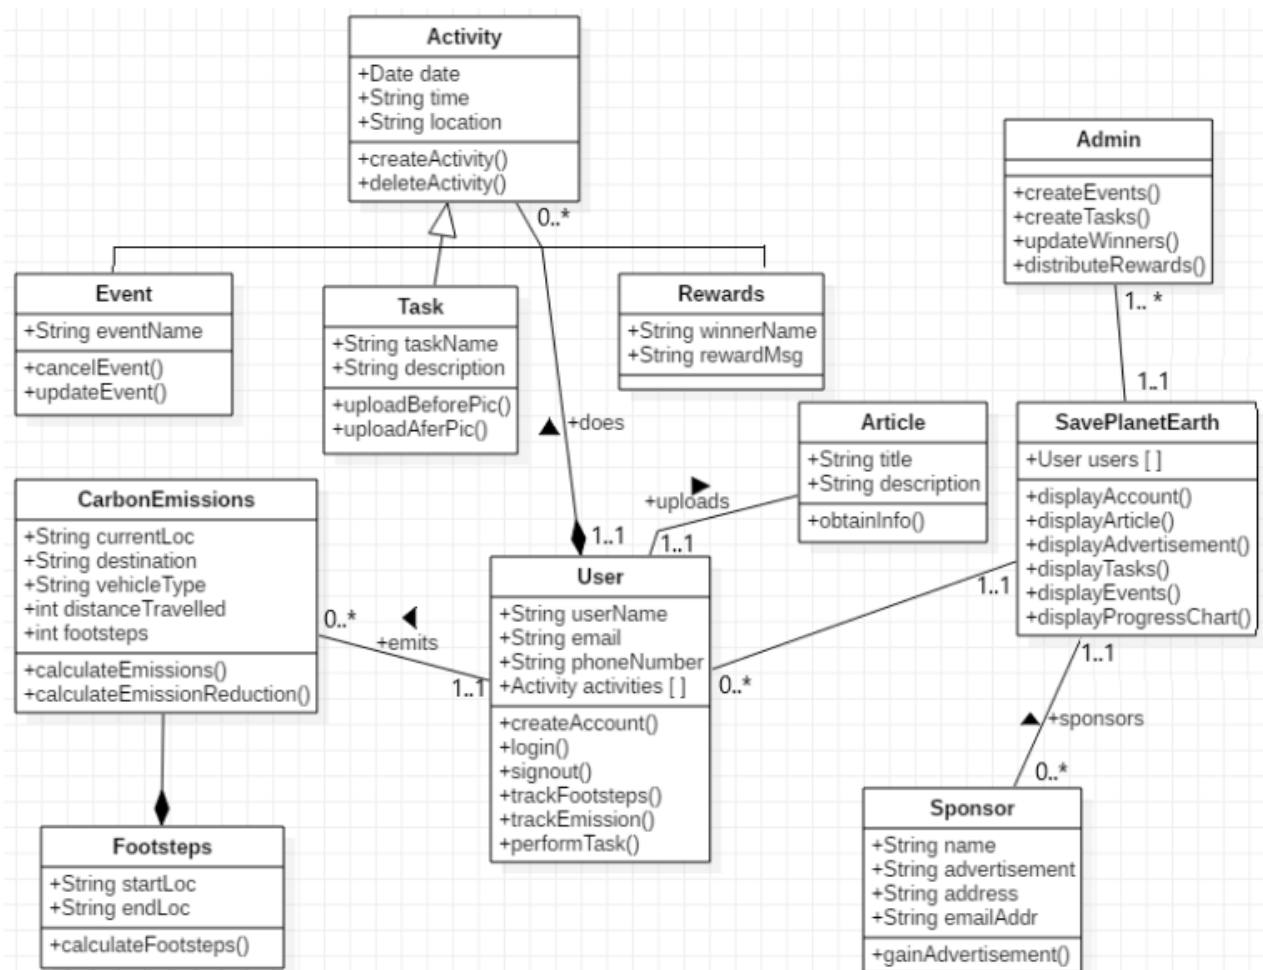 Activity
+Date date
+String time
+String location
+createActivity()
+deleteActivity()
0..*
Admin
+createEvents()
+createTasks()
+updateWinners()
+distributeRewards()
1.. *
1..1
Event
+String eventName
+cancelEvent()
+updateEvent()
Task
+String taskName
+String description
+uploadBeforePic()
+uploadAferPic()
Rewards
+String winnerName
+String rewardMsg
+does
Article
+String title
+String description
+obtainInfo()
+uploads
1..1
1..1
SavePlanetEarth
+User users [ ]
+displayAccount()
+displayArticle()
+displayAdvertisement()
+displayTasks()
+displayEvents()
+displayProgressChart()
CarbonEmissions
+String currentLoc
+String destination
+String vehicleType
+int distanceTravelled
+int footsteps
+calculateEmissions()
+calculateEmissionReduction()
0..*
+emits
1..1
User
+String userName
+String email
+String phoneNumber
+Activity activities [ ]
+createAccount()
+login()
+signout()
+trackFootsteps()
+trackEmission()
+performTask()
1..1
0..*
1..1
+sponsors
0..*
Footsteps
+String startLoc
+String endLoc
+calculateFootsteps()
Sponsor
+String name
+String advertisement
+String address
+String emailAddr
+gainAdvertisement()